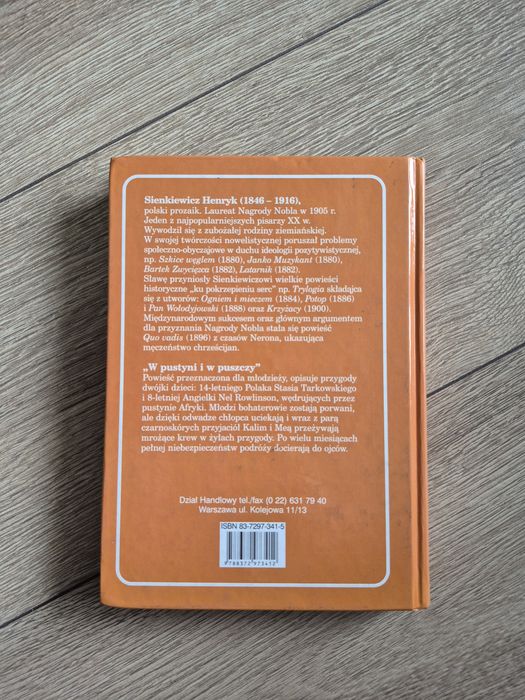 Sienkiewicz Henryk (1846 – 1916),
polski prozaik. Laureat Nagrody Nobla w 1905 r.
Jeden z najpopularniejszych pisarzy XX w.
Wywodził się z zubożałej rodziny ziemiańskiej.
W swojej twórczości nowelistycznej poruszał problemy
społeczno-obyczajowe w duchu ideologii pozytywistycznej,
np. Szkice węglem (1880), Janko Muzykant (1880),
Bartek Zwycięzca (1882), Latarnik (1882).
Sławę przyniosły Sienkiewiczowi wielkie powieści
historyczne „ku pokrzepieniu serc” np. Trylogia składająca
się z utworów: Ogniem i mieczem (1884), Potop (1886)
i Pan Wołodyjowski (1888) oraz Krzyżacy (1900).
Międzynarodowym sukcesem oraz głównym argumentem
dla przyznania Nagrody Nobla stała się powieść
Quo vadis (1896) z czasów Nerona, ukazująca
męczeństwo chrześcijan.
„W pustyni i w puszczy”
Powieść przeznaczona dla młodzieży, opisuje przygody
dwójki dzieci: 14-letniego Polaka Stasia Tarkowskiego
i 8-letniej Angielki Nel Rowlinson, wędrujących przez
pustynie Afryki. Młodzi bohaterowie zostają porwani,
ale dzięki odwadze chłopca uciekają i wraz z parą
czarnoskórych przyjaciół Kalim i Meą przeżywają
mrożące krew w żyłach przygody. Po wielu miesiącach
pełnej niebezpieczeństw podróży docierają do ojców.
Dział Handlowy tel./fax (0 22) 631 79 40
Warszawa ul. Kolejowa 11/13
ISBN 83-7297-341-5
9788372973412